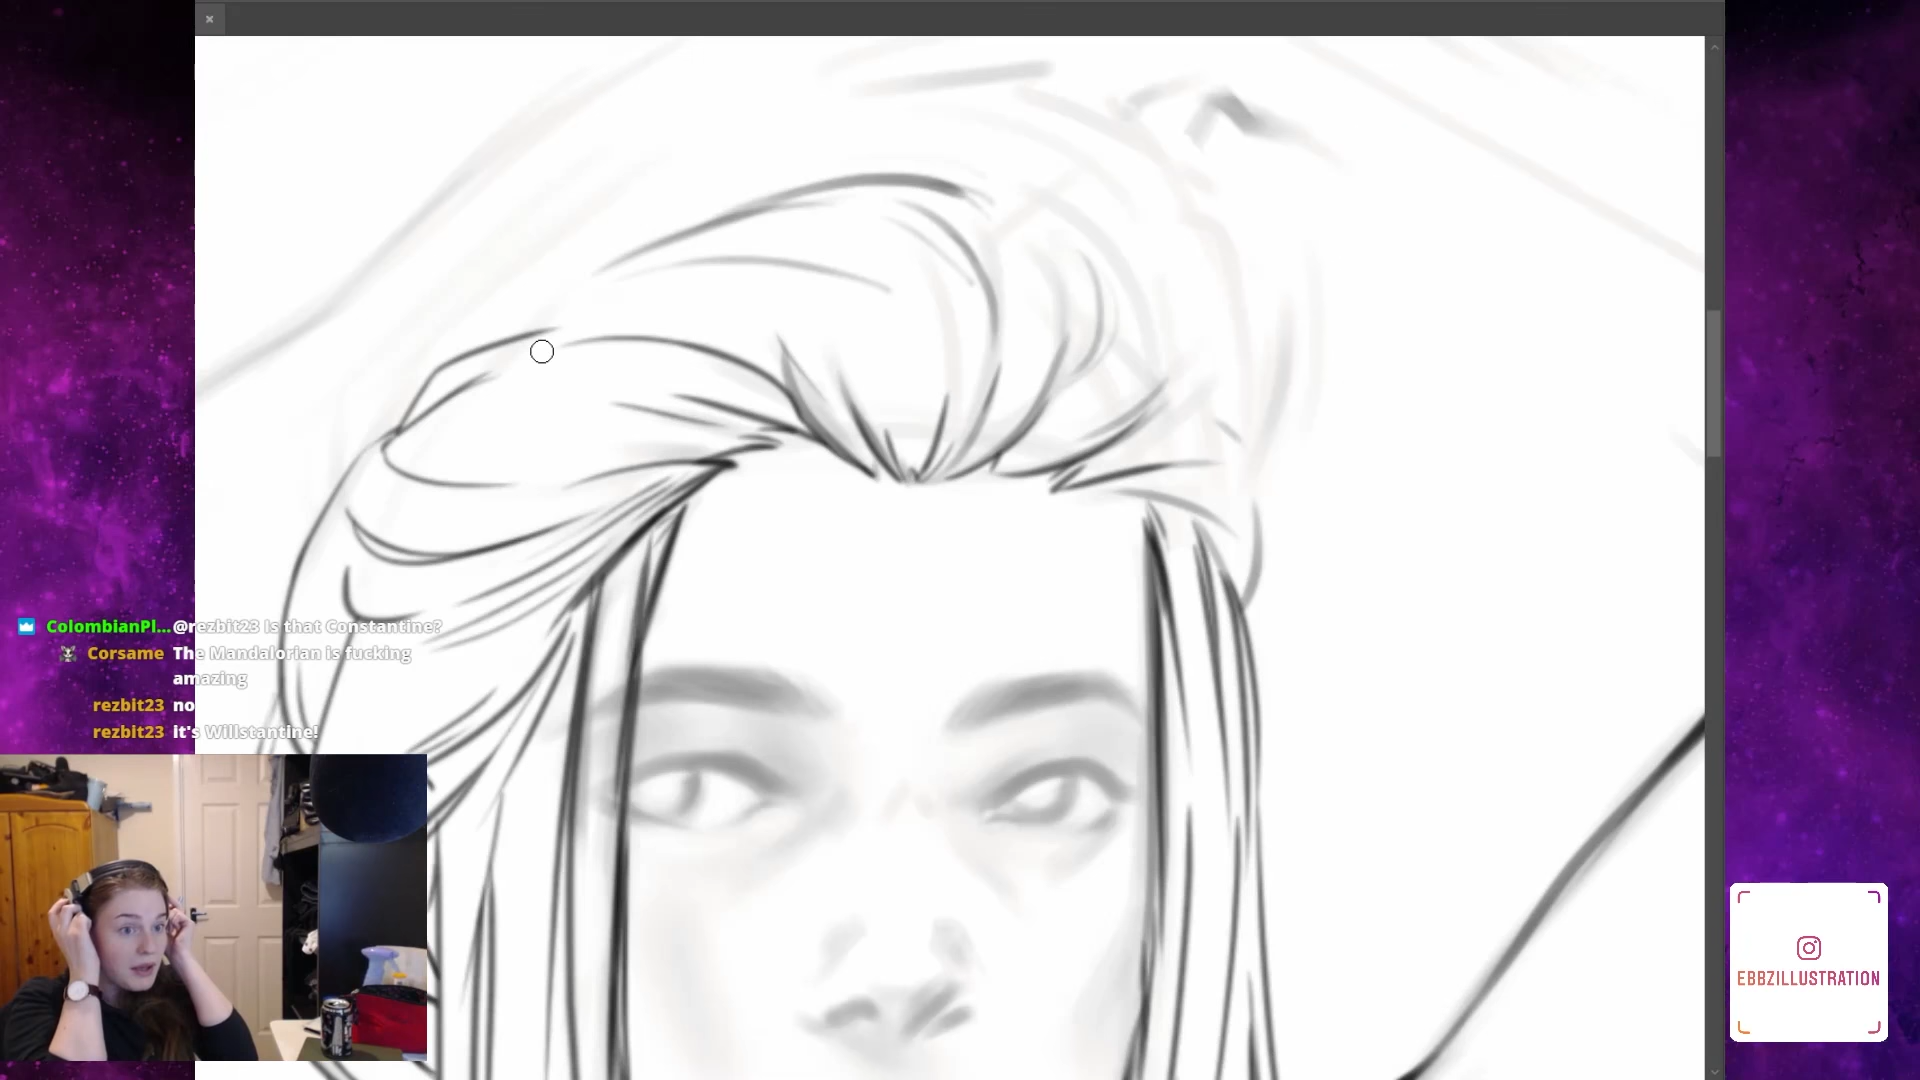 ColombianPl... @rezbit23 Is that Constantine?
Corsame The Mandalorian is fucking
amazing
rezbit23 no
rezbit23 it's Willstantine!
EBBZILLUSTRATION